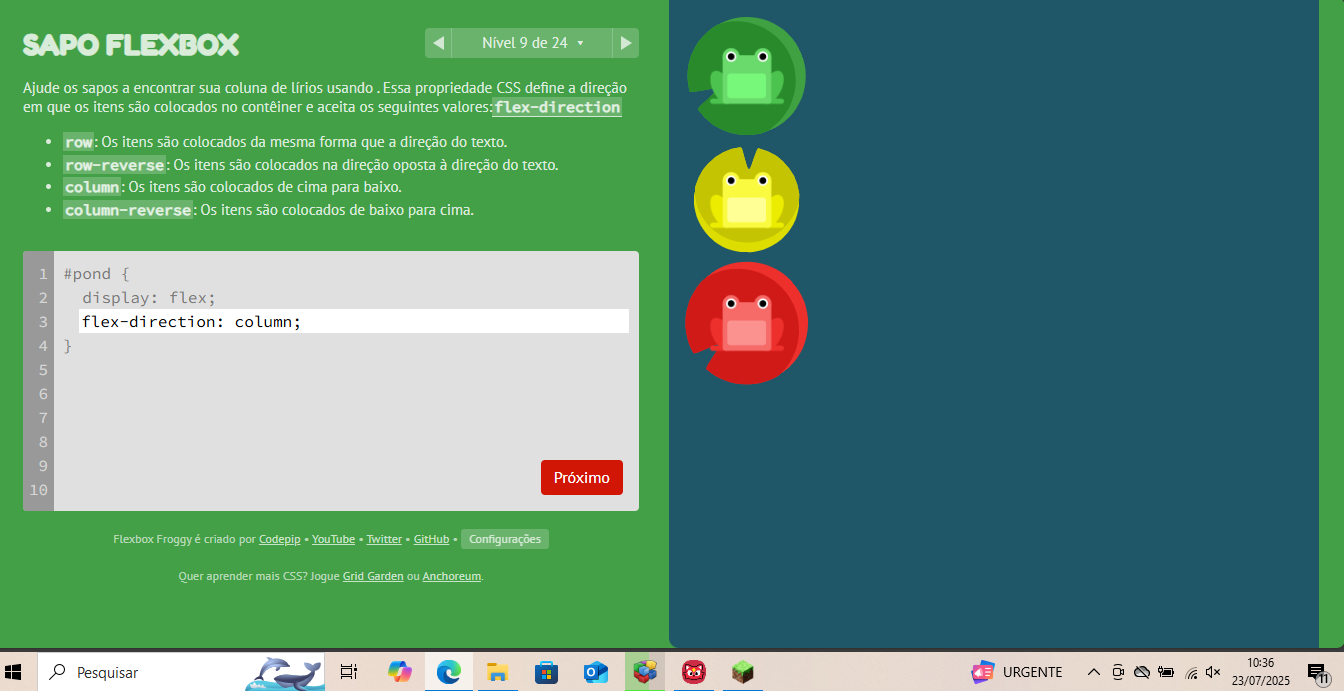 SAPO FLEXBOX
Nível 9 de 24
Ajude os sapos a encontrar sua coluna de lírios usando . Essa propriedade CSS define a direção
em que os itens são colocados no contêiner e aceita os seguintes valores:flex-direction
• row: Os itens são colocados da mesma forma que a direção do texto.
• row-reverse: Os itens são colocados na direção oposta à direção do texto.
• column: Os itens são colocados de cima para baixo.
• column-reverse: Os itens são colocados de baixo para cima.
1 #pond {
2 display: flex;
3 flex-direction: column;
4 }
5
6
7
8
9
10
Próximo
Flexbox Froggy é criado por Codepip • YouTube • Twitter • GitHub • Configurações
Quer aprender mais CSS? Jogue Grid Garden ou Anchoreum.
Pesquisar
URGENTE
10:36
23/07/2025
11